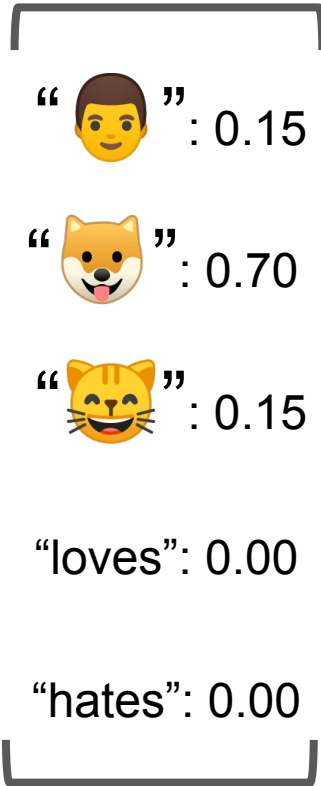 “👨”: 0.15
“🐶”: 0.70
“😸”: 0.15
“loves”: 0.00
“hates”: 0.00